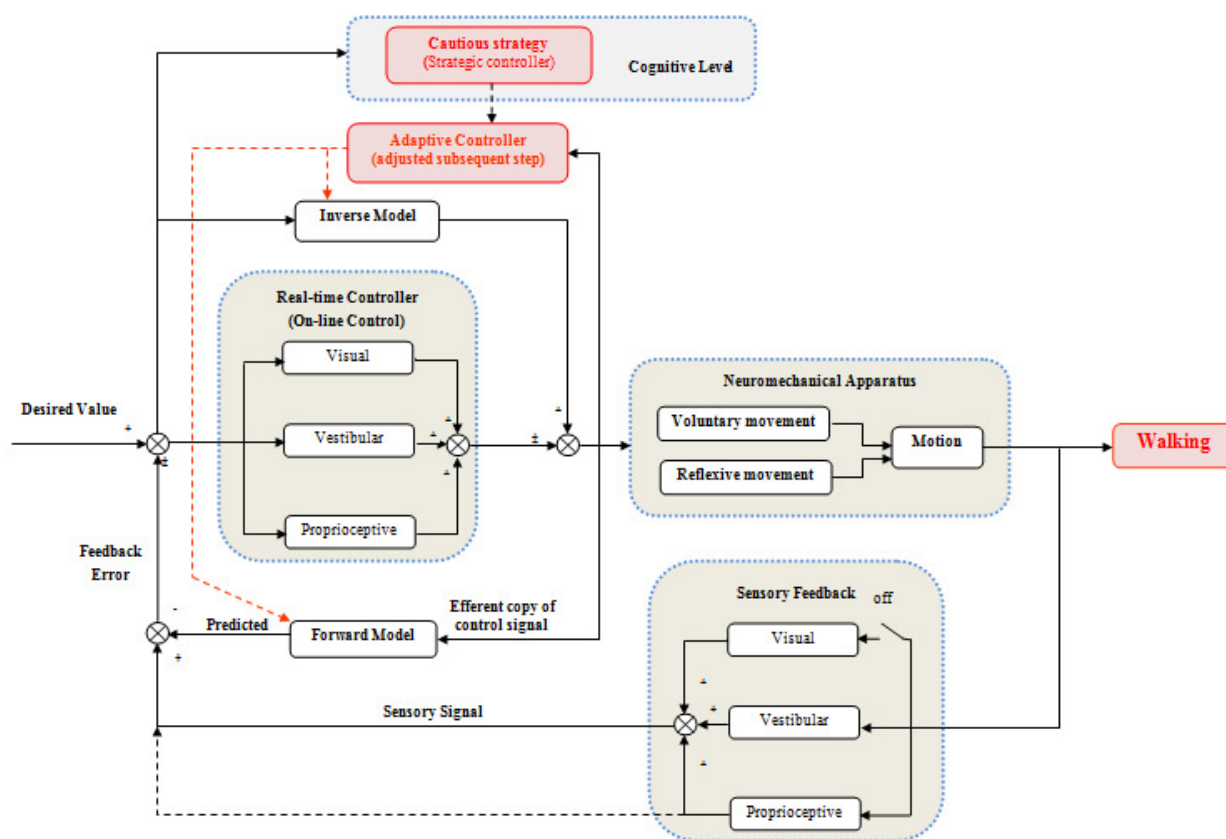 Cautious strategy
(Strategic controller)
Cognitive Level
Adaptive Controller
(adjusted subsequent step)
Inverse Model
Real-time Controller
(On-line Control)
Visual
Neuromechanical Apparatus
Desired Value
+
+
+
Voluntary movement
Vestibular
+
±
Motion
Walking
±
+
Reflexive movement
Proprioceptive
Feedback
Error
Sensory Feedback
off
-
Efferent copy of
control signal
Predicted
Forward Model
Visual
+
+
Sensory Signal
+
Vestibular
+
Proprioceptive